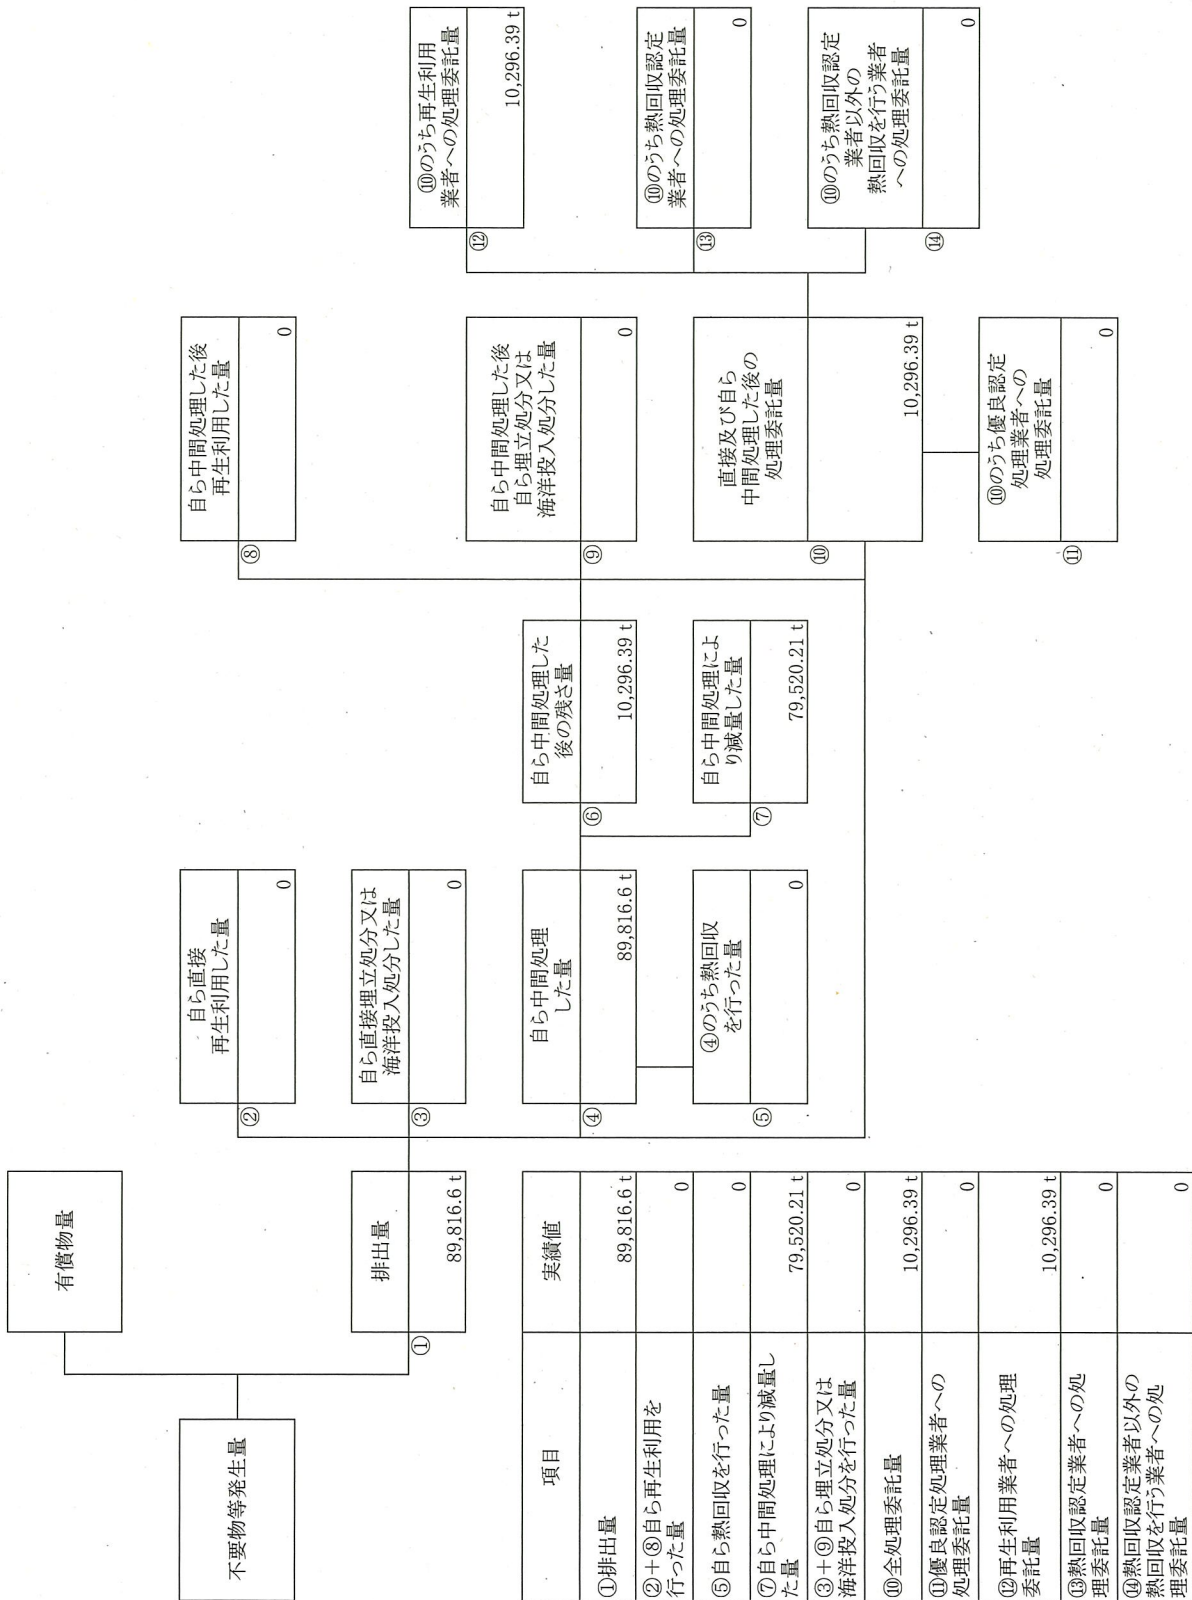 不要物等発生量
有償物量
①
排出量
89,816.6 t
②
自ら直接
再生利用した量
0
③
自ら直接埋立処分又は
海洋投入処分した量
0
④
自ら中間処理
した量
89,816.6 t
⑤
④のうち熱回収
を行った量
0
⑥
自ら中間処理した
後の残さ量
10,296.39 t
⑦
自ら中間処理によ
り減量した量
79,520.21 t
⑧
自ら中間処理した後
再生利用した量
0
⑨
自ら中間処理した後
自ら埋立処分又は
海洋投入処分した量
0
⑩
直接及び自ら
中間処理した後の
処理委託量
10,296.39 t
⑪
⑩のうち優良認定
処理業者への
処理委託量
0
⑫
⑩のうち再生利用
業者への処理委託量
10,296.39 t
⑬
⑩のうち熱回収認定
業者への処理委託量
0
⑭
⑩のうち熱回収認定
業者以外の
熱回収を行う業者
への処理委託量
0
項目
実績値
①排出量
89,816.6 t
②+⑧自ら再生利用を
行った量
0
⑤自ら熱回収を行った量
0
⑦自ら中間処理により減量し
た量
79,520.21 t
③+⑨自ら埋立処分又は
海洋投入処分を行った量
0
⑩全処理委託量
10,296.39 t
⑪優良認定処理業者への
処理委託量
0
⑫再生利用業者への処理
委託量
10,296.39 t
⑬熱回収認定業者への処
理委託量
0
⑭熱回収認定業者以外の
熱回収を行う業者への処
理委託量
0